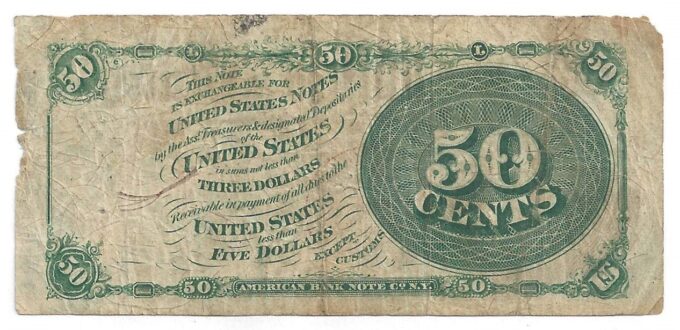 50 L 50 L 50
THIS NOTE
IS EXCHANGEABLE FOR
UNITED STATES NOTES
by the Asst Treasurers & designated Depositaries
of the
UNITED STATES
in sums not less than
THREE DOLLARS
Receivable in payment of all dues to the
UNITED STATES
less than
FIVE DOLLARS
EXCEPT
CUSTOMS
50
CENTS
50 50 AMERICAN BANK NOTE Co. N.Y. 50 US